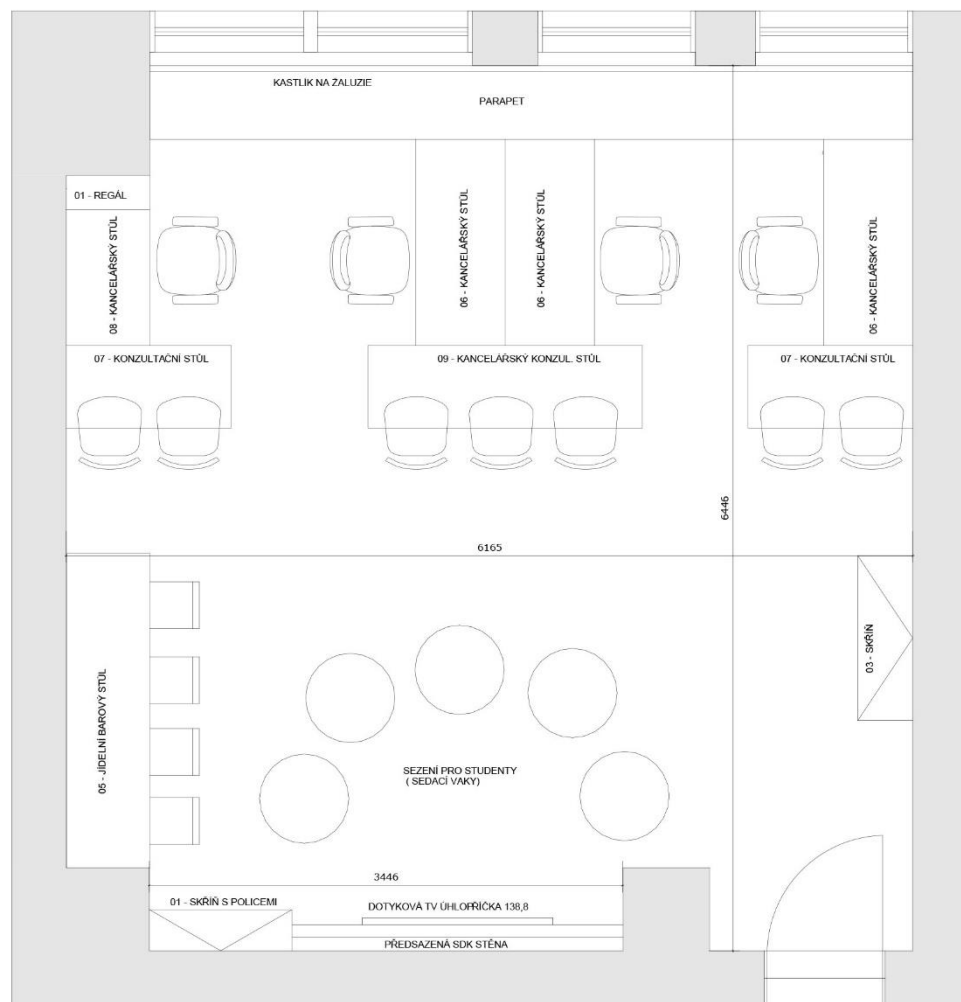 KASTLÍK NA ŽALUZIE
PARAPET
01 - REGÁL
08 - KANCELÁŘSKÝ STŮL
06 - KANCELÁŘSKÝ STŮL
06 - KANCELÁŘSKÝ STŮL
06 - KANCELÁŘSKÝ STŮL
07 - KONZULTAČNÍ STŮL
09 - KANCELÁŘSKÝ KONZUL. STŮL
07 - KONZULTAČNÍ STŮL
6446
6165
03 - SKŘÍŇ
05 - JÍDELNÍ BAROVÝ STŮL
SEZENÍ PRO STUDENTY
( SEDACÍ VAKY)
3446
01 - SKŘÍŇ S POLICEMI
DOTYKOVÁ TV ÚHLOPŘÍČKA 138,8
PŘEDSAZENÁ SDK STĚNA